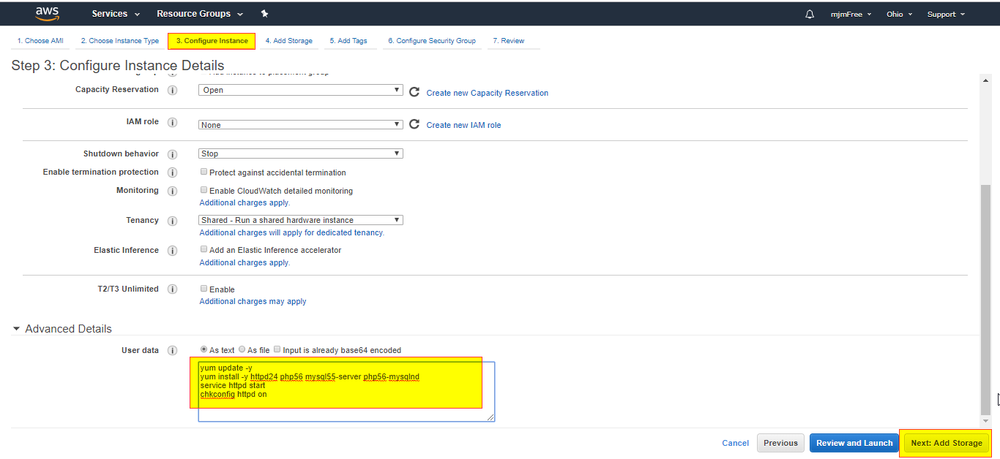 aws Services Resource Groups mjmFree Ohio Support
1. Choose AMI 2. Choose Instance Type 3. Configure Instance 4. Add Storage 5. Add Tags 6. Configure Security Group 7. Review
Step 3: Configure Instance Details
Capacity Reservation Open Create new Capacity Reservation
IAM role None Create new IAM role
Shutdown behavior Stop
Enable termination protection Protect against accidental termination
Monitoring Enable CloudWatch detailed monitoring
Additional charges apply.
Tenancy Shared - Run a shared hardware instance
Additional charges will apply for dedicated tenancy.
Elastic Inference Add an Elastic Inference accelerator
Additional charges apply.
T2/T3 Unlimited Enable
Additional charges may apply
Advanced Details
User data As text As file Input is already base64 encoded
yum update -y
yum install -y httpd24 php56 mysql55-server php56-mysqlnd
service httpd start
chkconfig httpd on
Cancel Previous Review and Launch Next: Add Storage